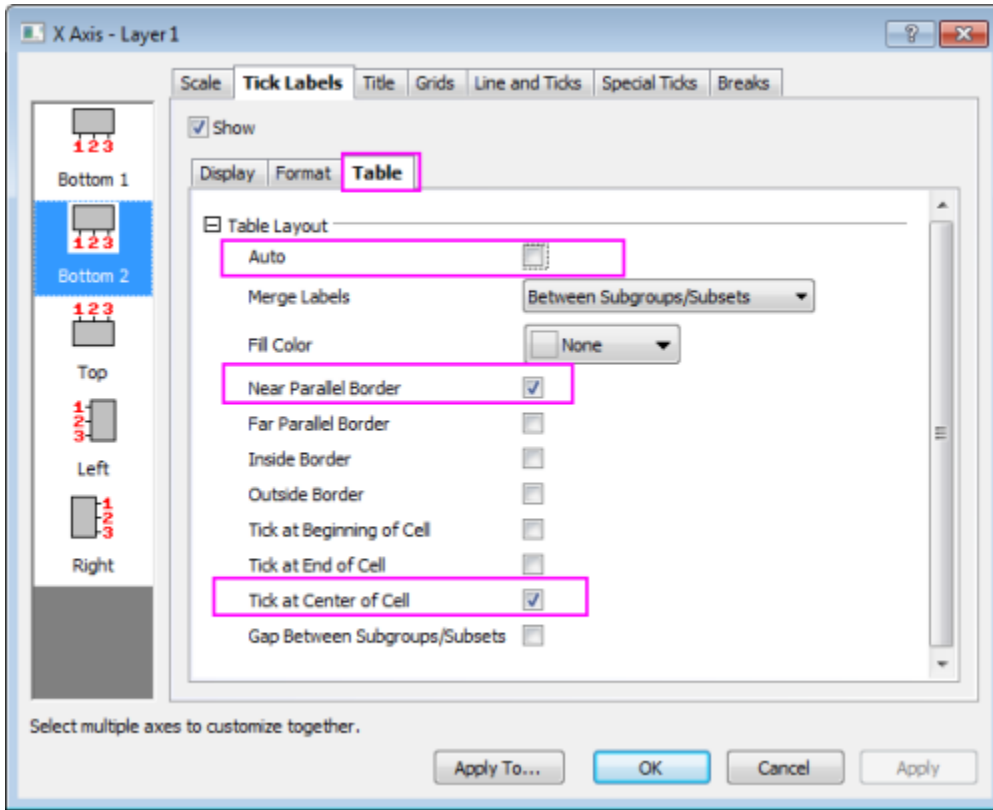 X Axis - Layer1
Scale Tick Labels Title Grids Line and Ticks Special Ticks Breaks
Show
Display Format Table
Table Layout
Auto
Merge Labels Between Subgroups/Subsets
Fill Color None
Near Parallel Border
Far Parallel Border
Inside Border
Outside Border
Tick at Beginning of Cell
Tick at End of Cell
Tick at Center of Cell
Gap Between Subgroups/Subsets
123
Bottom 1
123
Bottom 2
123
Top
1
2
3
Left
1
2
3
Right
Select multiple axes to customize together.
Apply To... OK Cancel Apply